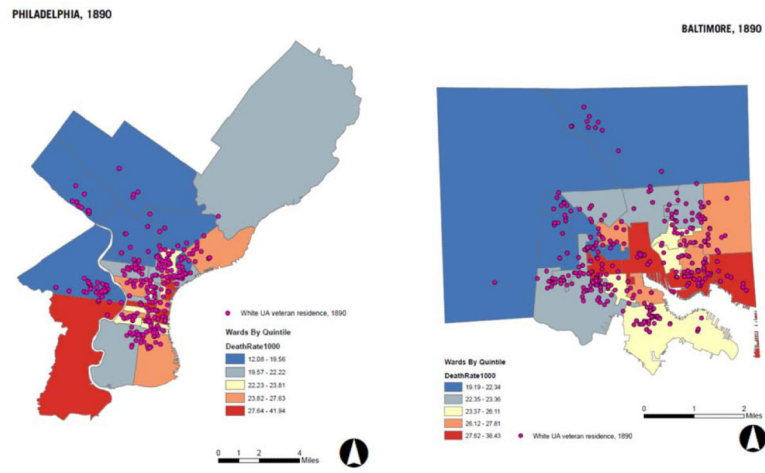 PHILADELPHIA, 1890
White UA veteran residence, 1890
Wards By Quintile
DeathRate1000
12.08 - 19.56
19.57 - 22.22
22.23 - 23.81
23.82 - 27.63
27.64 - 41.94
0 1 2 4
Miles
BALTIMORE, 1890
Wards By Quintile
DeathRate1000
19.19 - 22.34
22.35 - 23.36
23.37 - 26.11
26.12 - 27.81
27.82 - 38.43
White UA veteran residence, 1890
0 1 2
Miles